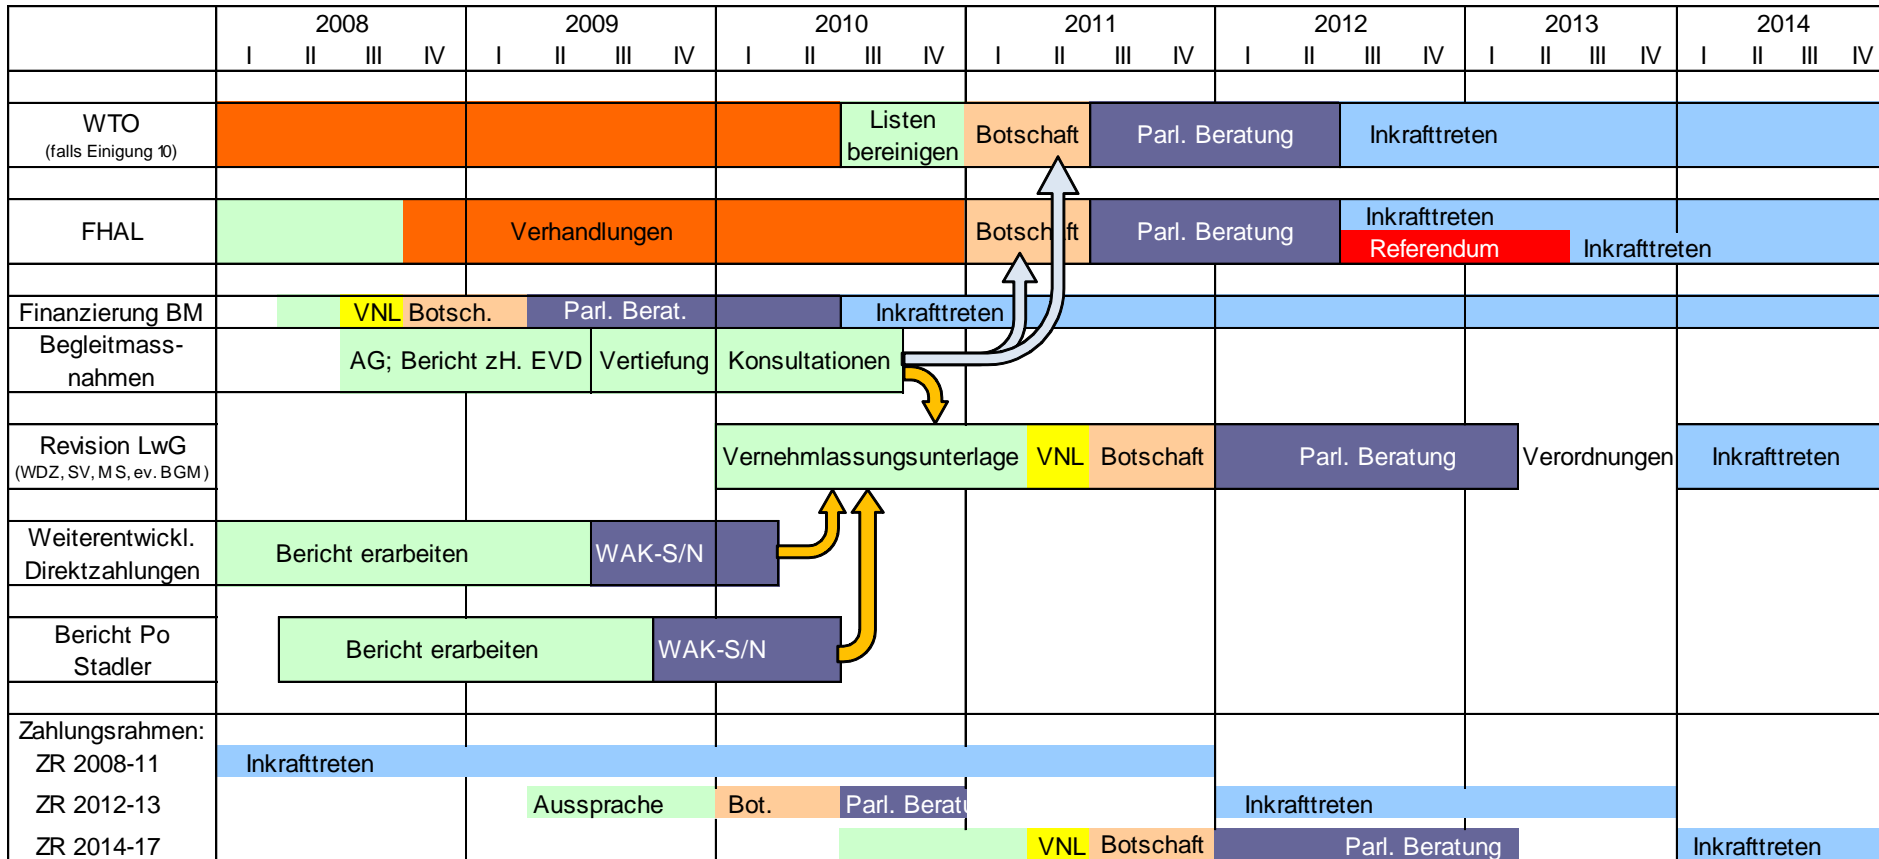 2008 2009 2010 2011 2012 2013 2014
I II III IV I II III IV I II III IV I II III IV I II III IV I II III IV I II III IV
WTO
(falls Einigung 10)
Listen
bereinigen
Botschaft
Parl. Beratung
Inkrafttreten
FHAL
Verhandlungen
Botschaft
Parl. Beratung
Inkrafttreten
Referendum
Inkrafttreten
Finanzierung BM
VNL
Botsch.
Parl. Berat.
Inkrafttreten
Begleitmass-
nahmen
AG; Bericht zH. EVD
Vertiefung
Konsultationen
Revision LwG
(WDZ, SV, MS, ev. BGM)
Vernehmlassungsunterlage
VNL
Botschaft
Parl. Beratung
Verordnungen
Inkrafttreten
Weiterentwickl.
Direktzahlungen
Bericht erarbeiten
WAK-S/N
Bericht Po
Stadler
Bericht erarbeiten
WAK-S/N
Zahlungsrahmen:
ZR 2008-11
Inkrafttreten
ZR 2012-13
Aussprache
Bot.
Parl. Beratu
Inkrafttreten
ZR 2014-17
VNL
Botschaft
Parl. Beratung
Inkrafttreten